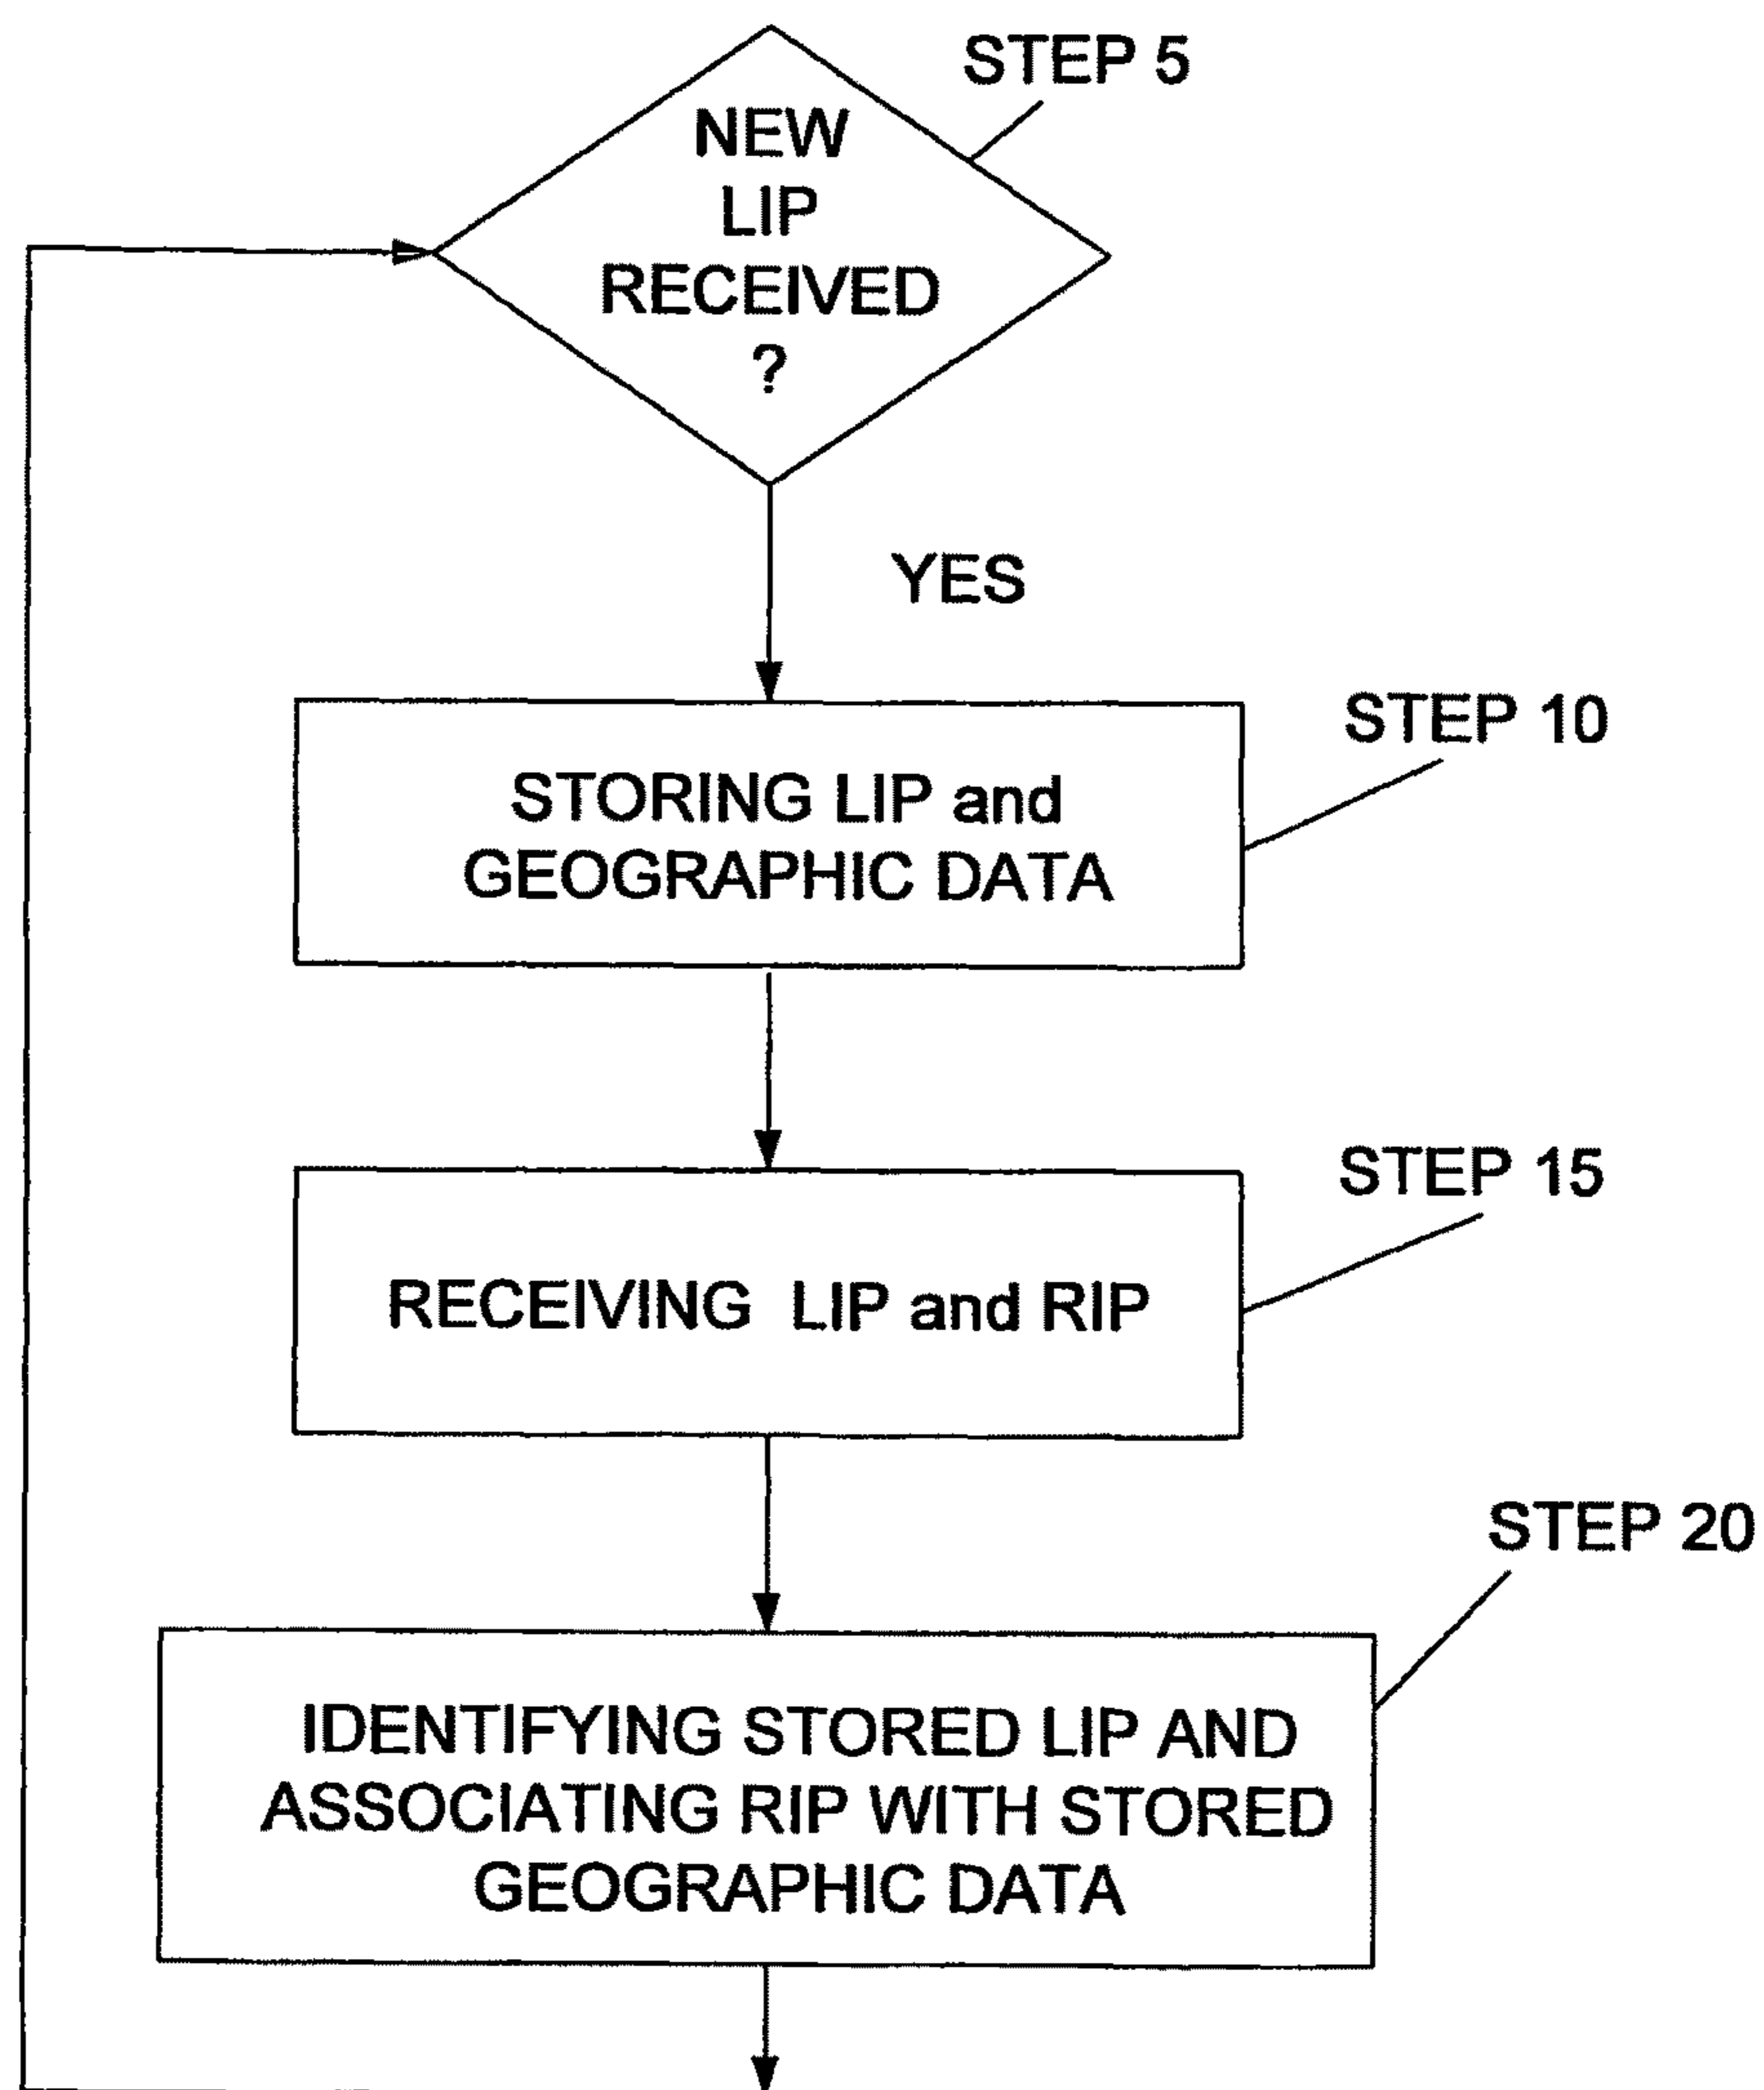 STEP 5
NEW
LIP
RECEIVED
?
YES
STEP 10
STORING LIP and
GEOGRAPHIC DATA
STEP 15
RECEIVING LIP and RIP
STEP 20
IDENTIFYING STORED LIP AND
ASSOCIATING RIP WITH STORED
GEOGRAPHIC DATA